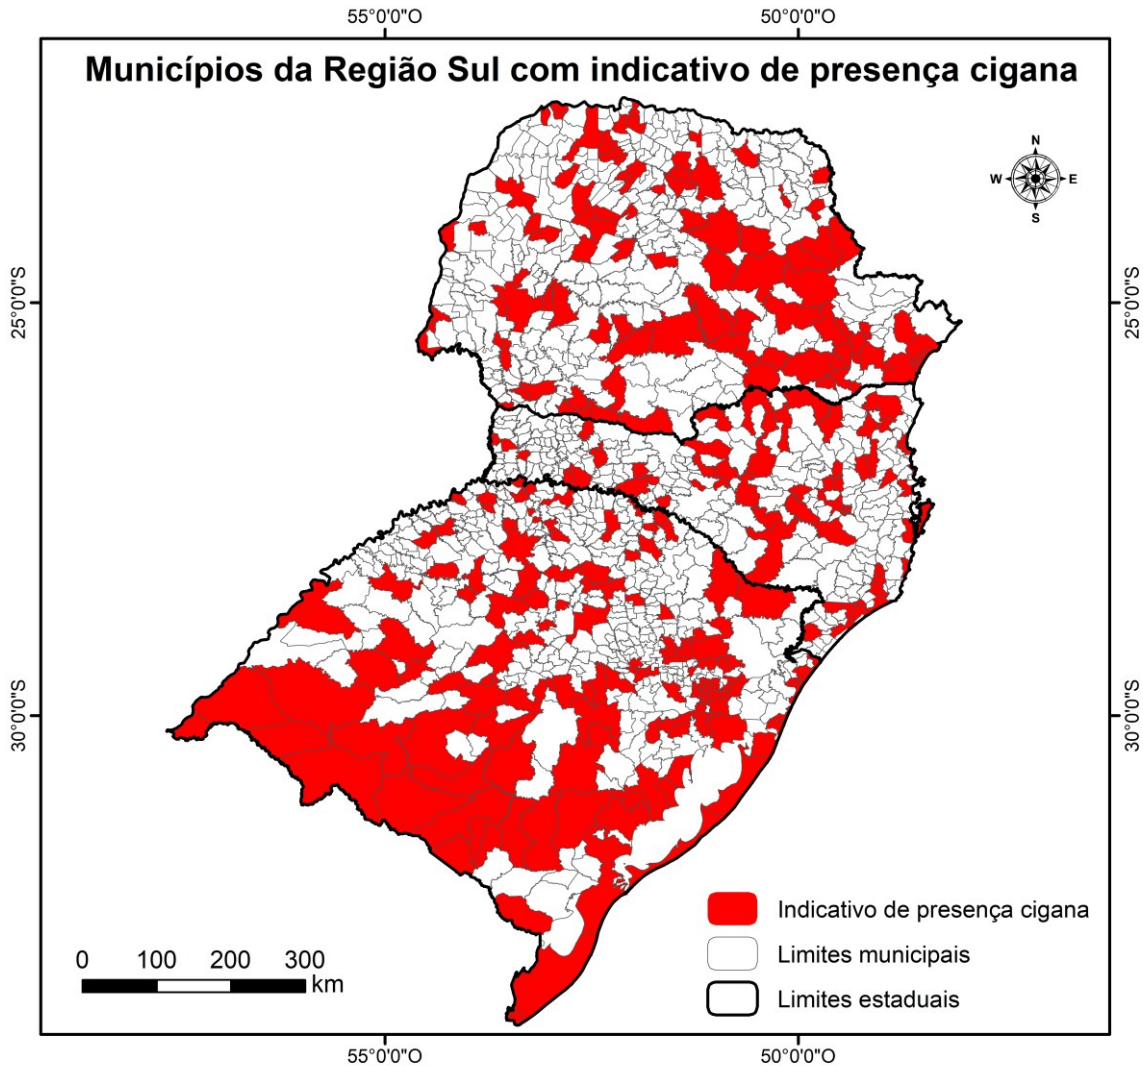 55°0'0"O 50°0'0"O
Municípios da Região Sul com indicativo de presença cigana
N
W E
S
25°0'0"S 25°0'0"S
30°0'0"S 30°0'0"S
Indicativo de presença cigana
Limites municipais
Limites estaduais
0 100 200 300
km
55°0'0"O 50°0'0"O